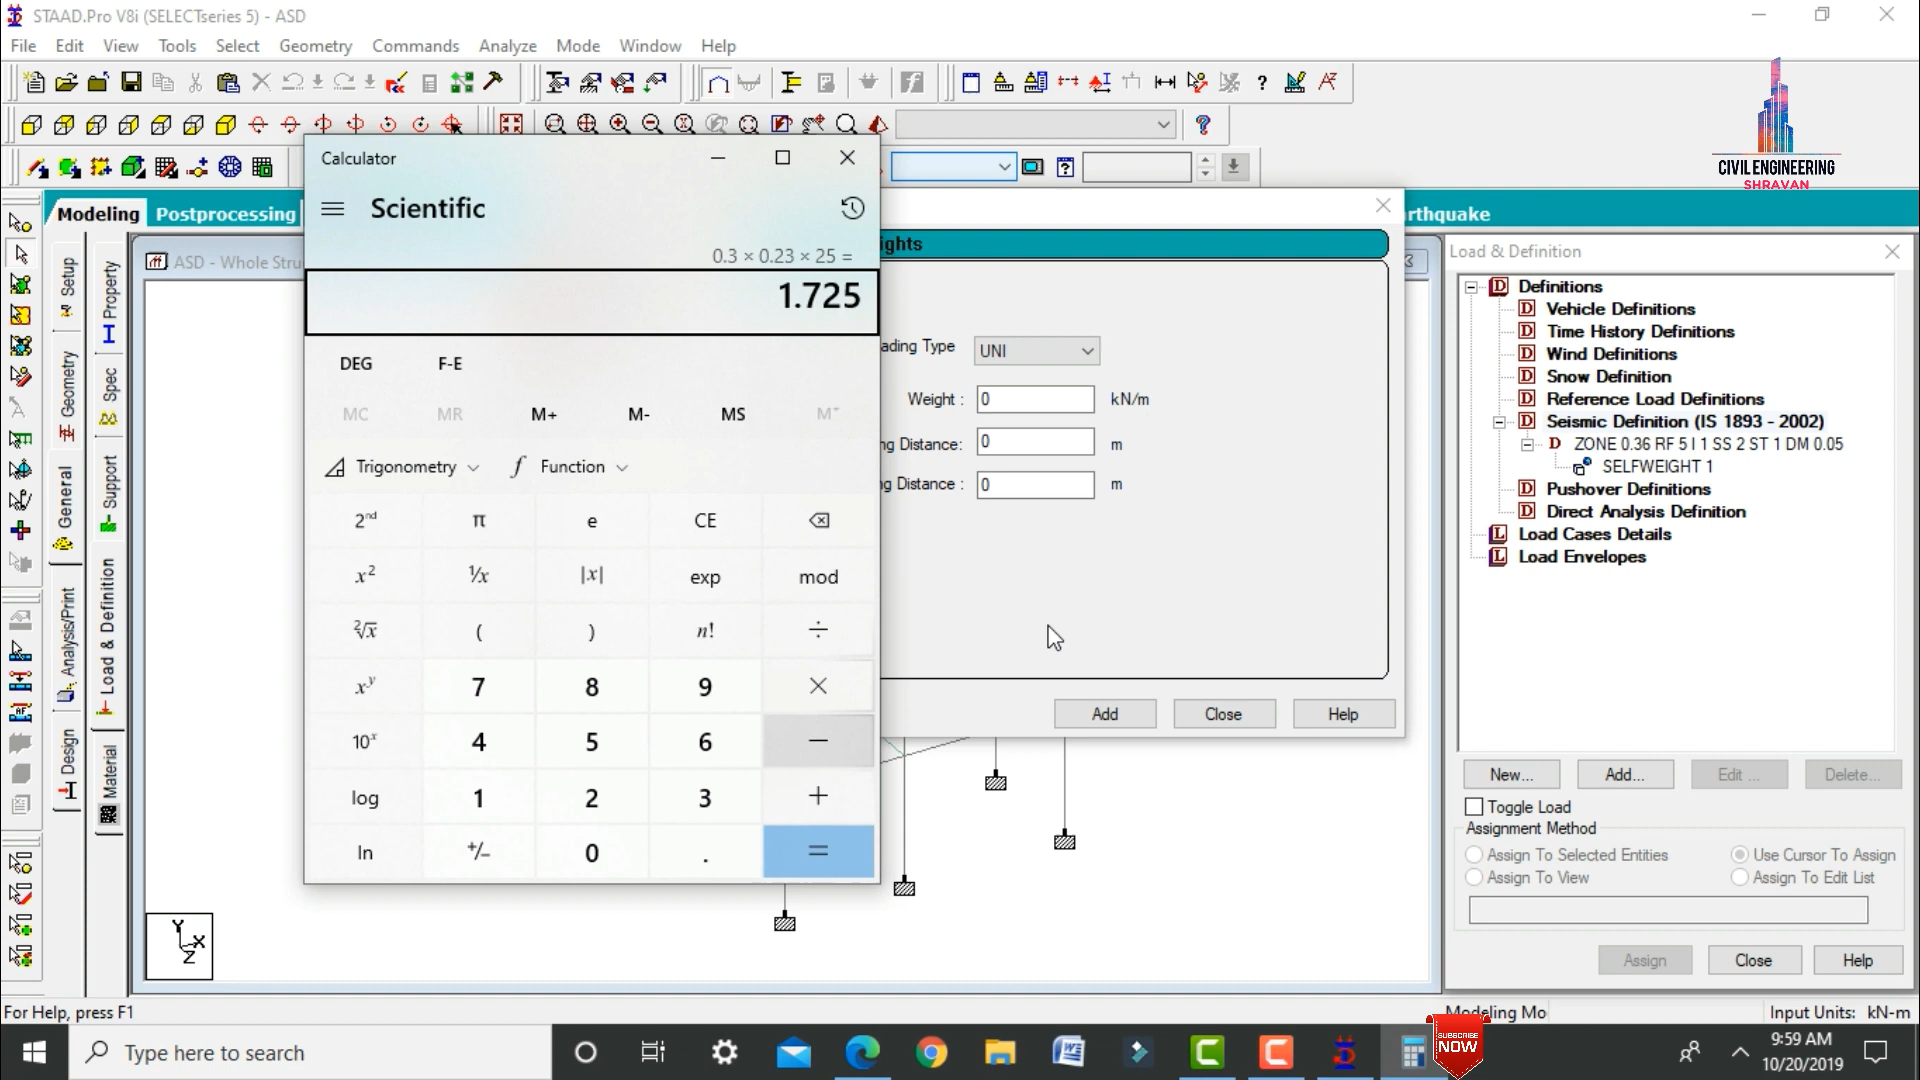 STAAD.Pro V8i (SELECTseries 5) - ASD
File Edit View Tools Select Geometry Commands Analyze Mode Window Help
CIVIL ENGINEERING
SHRAVAN
Modeling Postprocessing
rthquake
ASD - Whole Stru
Setup
Geometry
General
Analysis/Print
Design
Property
Spec
Support
Load & Definition
Material
Calculator
Scientific
0.3 × 0.23 × 25 =
1.725
DEG F-E
MC MR M+ M- MS M˅
Trigonometry Function
2nd π e CE
x² ¹/x |x| exp mod
²√x ( ) n! ÷
xʸ 7 8 9 ×
10ˣ 4 5 6 −
log 1 2 3 +
ln +/− 0 . =
ights
ading Type UNI
Weight : 0 kN/m
ng Distance: 0 m
g Distance : 0 m
Add Close Help
Load & Definition
Definitions
Vehicle Definitions
Time History Definitions
Wind Definitions
Snow Definition
Reference Load Definitions
Seismic Definition (IS 1893 - 2002)
ZONE 0.36 RF 5 I 1 SS 2 ST 1 DM 0.05
SELFWEIGHT 1
Pushover Definitions
Direct Analysis Definition
Load Cases Details
Load Envelopes
New... Add... Edit ... Delete...
Toggle Load
Assignment Method
Assign To Selected Entities Use Cursor To Assign
Assign To View Assign To Edit List
Assign Close Help
Y
X
Z
For Help, press F1
Modeling Mo
Input Units: kN-m
Type here to search
SUBSCRIBE
NOW
9:59 AM
10/20/2019